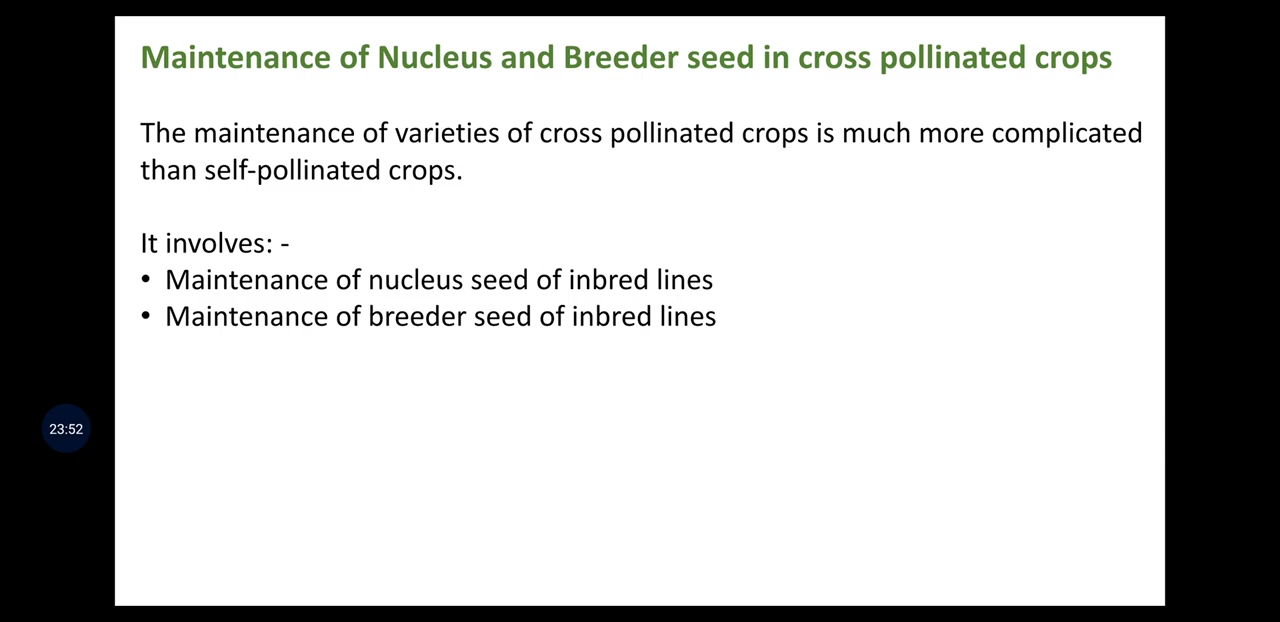 Maintenance of Nucleus and Breeder seed in cross pollinated crops
The maintenance of varieties of cross pollinated crops is much more complicated
than self-pollinated crops.
It involves: -
• Maintenance of nucleus seed of inbred lines
• Maintenance of breeder seed of inbred lines
23:52